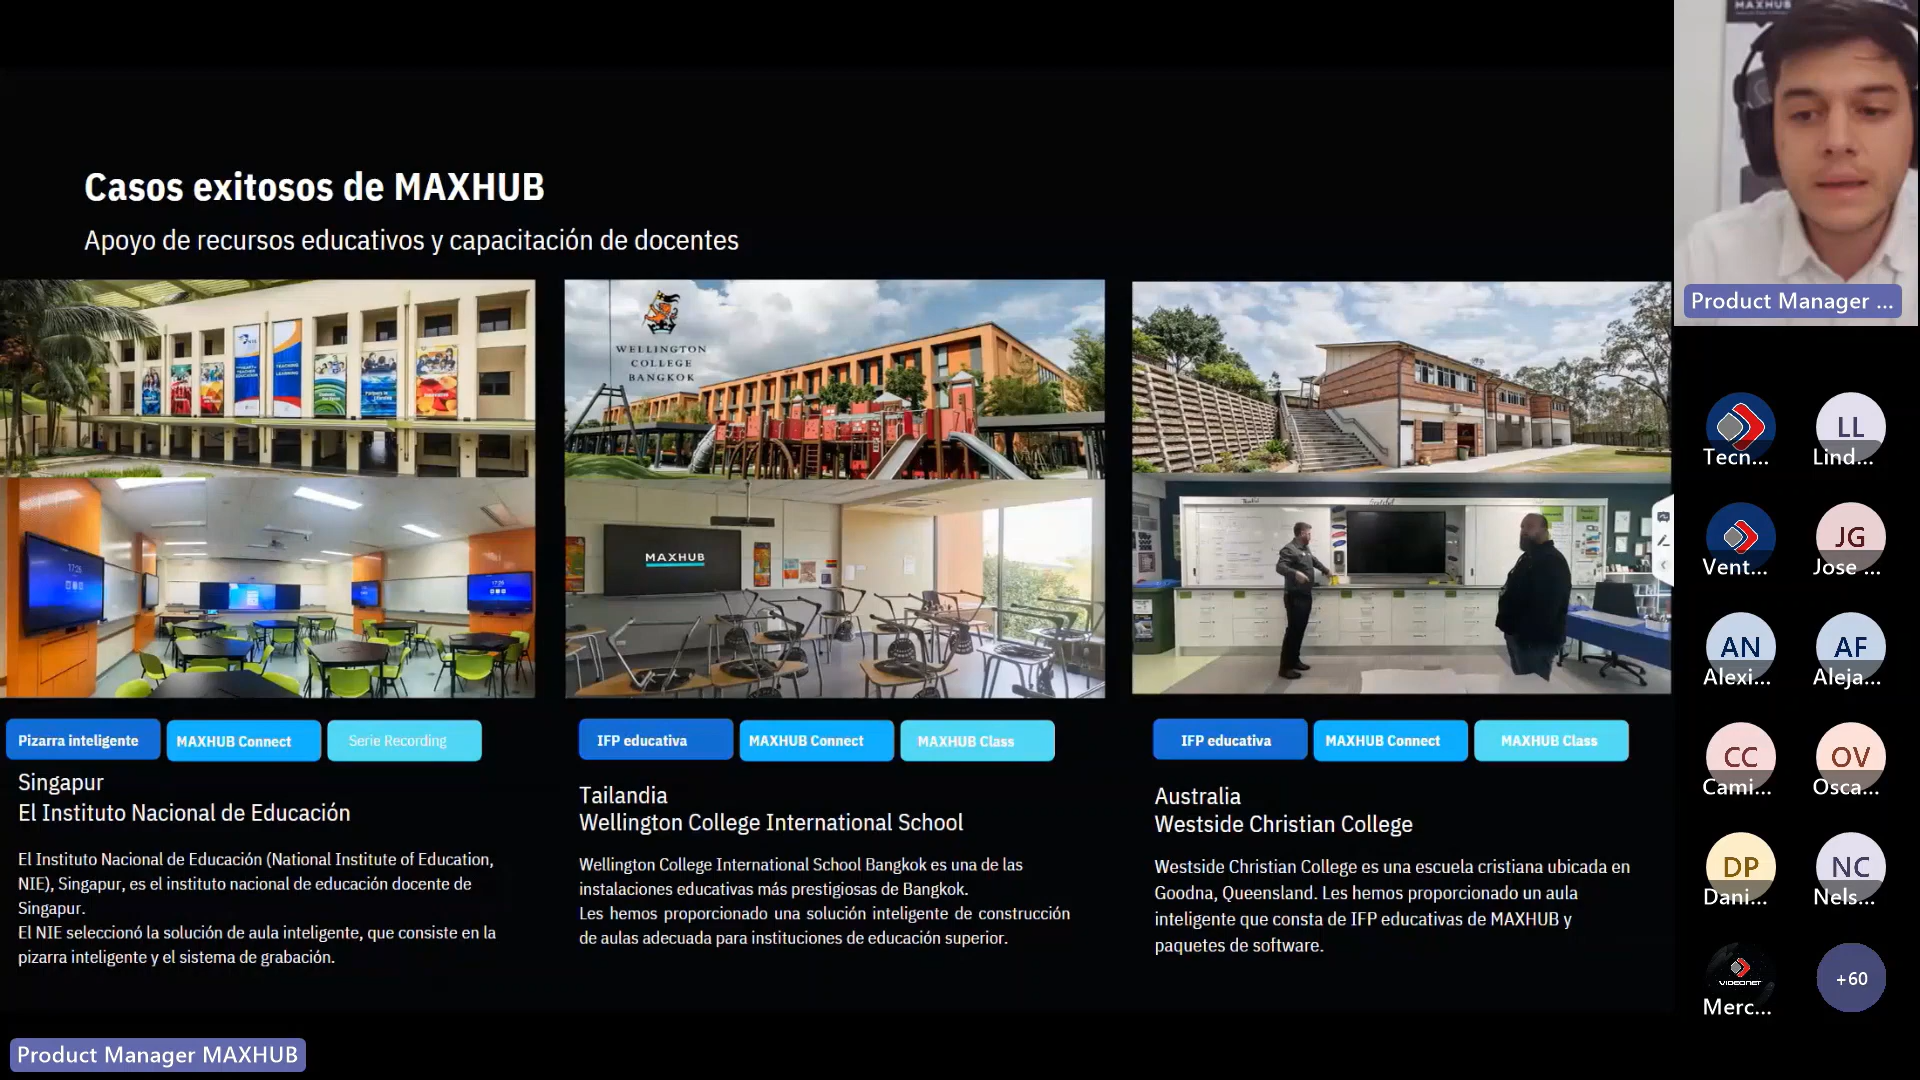 MAXHUB
Casos exitosos de MAXHUB
Apoyo de recursos educativos y capacitación de docentes
WELLINGTON
COLLEGE
BANGKOK
MAXHUB
17:26
17:26
Pizarra inteligente
MAXHUB Connect
Serie Recording
Singapur
El Instituto Nacional de Educación
El Instituto Nacional de Educación (National Institute of Education,
NIE), Singapur, es el instituto nacional de educación docente de
Singapur.
El NIE seleccionó la solución de aula inteligente, que consiste en la
pizarra inteligente y el sistema de grabación.
IFP educativa
MAXHUB Connect
MAXHUB Class
Tailandia
Wellington College International School
Wellington College International School Bangkok es una de las
instalaciones educativas más prestigiosas de Bangkok.
Les hemos proporcionado una solución inteligente de construcción
de aulas adecuada para instituciones de educación superior.
IFP educativa
MAXHUB Connect
MAXHUB Class
Australia
Westside Christian College
Westside Christian College es una escuela cristiana ubicada en
Goodna, Queensland. Les hemos proporcionado un aula
inteligente que consta de IFP educativas de MAXHUB y
paquetes de software.
Product Manager MAXHUB
Product Manager ...
Tecn...
LL
Lind...
Vent...
JG
Jose ...
AN
Alexi...
AF
Aleja...
CC
Cami...
OV
Osca...
DP
Dani...
NC
Nels...
VIDEONET
Merc...
+60